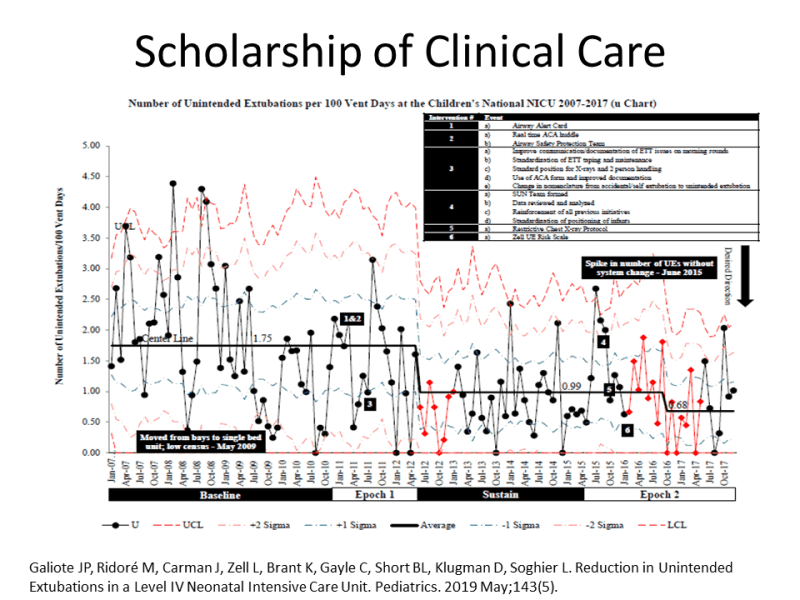 Scholarship of Clinical Care
Number of Unintended Extubations per 100 Vent Days at the Children's National NICU 2007-2017 (u Chart)
Intervention # Event
1 a) Airway Alert Card
2 a) Real time ACA huddle
b) Airway Safety Protection Team
3 a) Improve communication/documentation of ETT issues on morning rounds
b) Standardization of ETT taping and maintenance
c) Standard position for X-rays and 2 person handling
d) Use of ACA form and improved documentation
e) Change in nomenclature from accidental/self extubation to unintended extubation
4 a) SUN Team formed
b) Data reviewed and analyzed
c) Reinforcement of all previous initiatives
d) Standardization of positioning of infants
5 a) Restrictive Chest X-ray Protocol
6 a) Zell UE Risk Scale
Number of Unintended Extubations/100 Vent Days
5.00
4.50
4.00
3.50
3.00
2.50
2.00
1.50
1.00
0.50
0.00
UCL
Center Line
1.75
0.99
0.68
1&2
3
4
5
6
Spike in number of UEs without
system change - June 2015
Desired Direction
Moved from bays to single bed
unit; low census - May 2009
Jan-07 Apr-07 Jul-07 Oct-07 Jan-08 Apr-08 Jul-08 Oct-08 Jan-09 Apr-09 Jul-09 Oct-09 Jan-10 Apr-10 Jul-10 Oct-10 Jan-11 Apr-11 Jul-11 Oct-11 Jan-12 Apr-12 Jul-12 Oct-12 Jan-13 Apr-13 Jul-13 Oct-13 Jan-14 Apr-14 Jul-14 Oct-14 Jan-15 Apr-15 Jul-15 Oct-15 Jan-16 Apr-16 Jul-16 Oct-16 Jan-17 Apr-17 Jul-17 Oct-17
Baseline Epoch 1 Sustain Epoch 2
U UCL +2 Sigma +1 Sigma Average -1 Sigma -2 Sigma LCL
Galiote JP, Ridoré M, Carman J, Zell L, Brant K, Gayle C, Short BL, Klugman D, Soghier L. Reduction in Unintended
Extubations in a Level IV Neonatal Intensive Care Unit. Pediatrics. 2019 May;143(5).